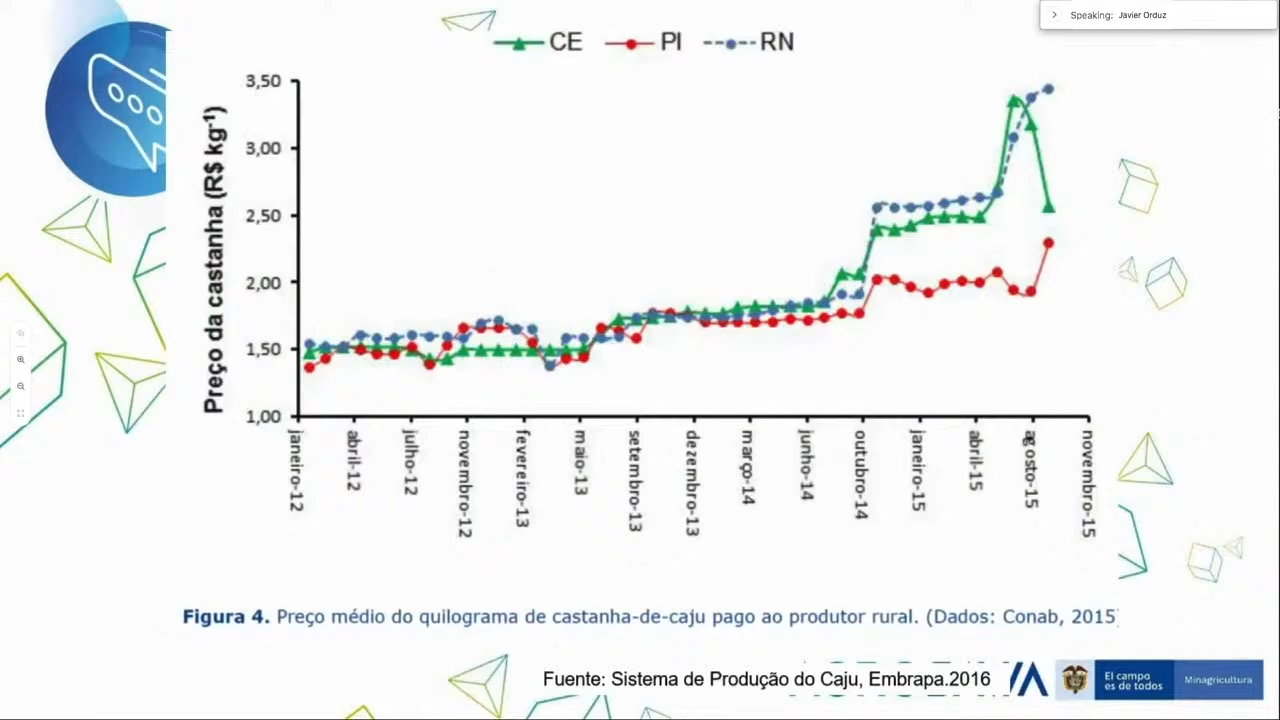 Speaking: Javier Orduz
CE PI RN
Preço da castanha (R$ kg-1)
3,50
3,00
2,50
2,00
1,50
1,00
janeiro-12
abril-12
julho-12
novembro-12
fevereiro-13
maio-13
setembro-13
dezembro-13
março-14
junho-14
outubro-14
janeiro-15
abril-15
agosto-15
novembro-15
Figura 4. Preço médio do quilograma de castanha-de-caju pago ao produtor rural. (Dados: Conab, 2015
Fuente: Sistema de Produção do Caju, Embrapa.2016
El campo
es de todos
Minagricultura